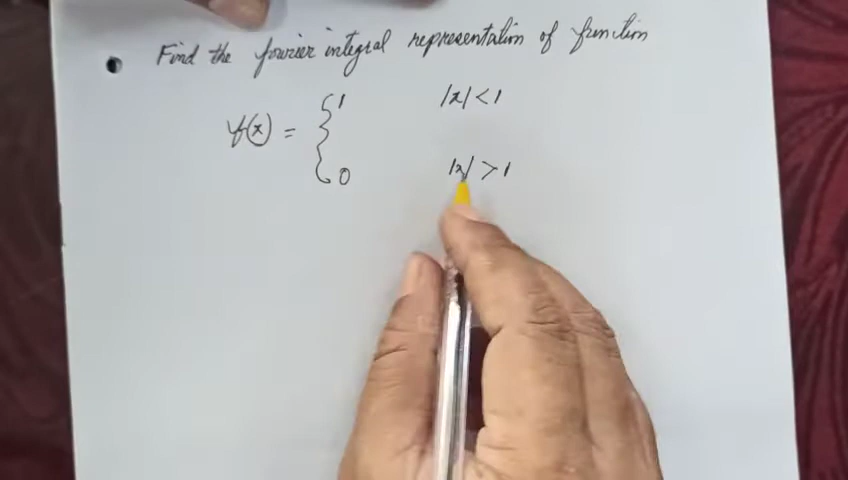 Find the fourier integral representation of function
f(x) = { 1 |x| < 1
0 |x| > 1